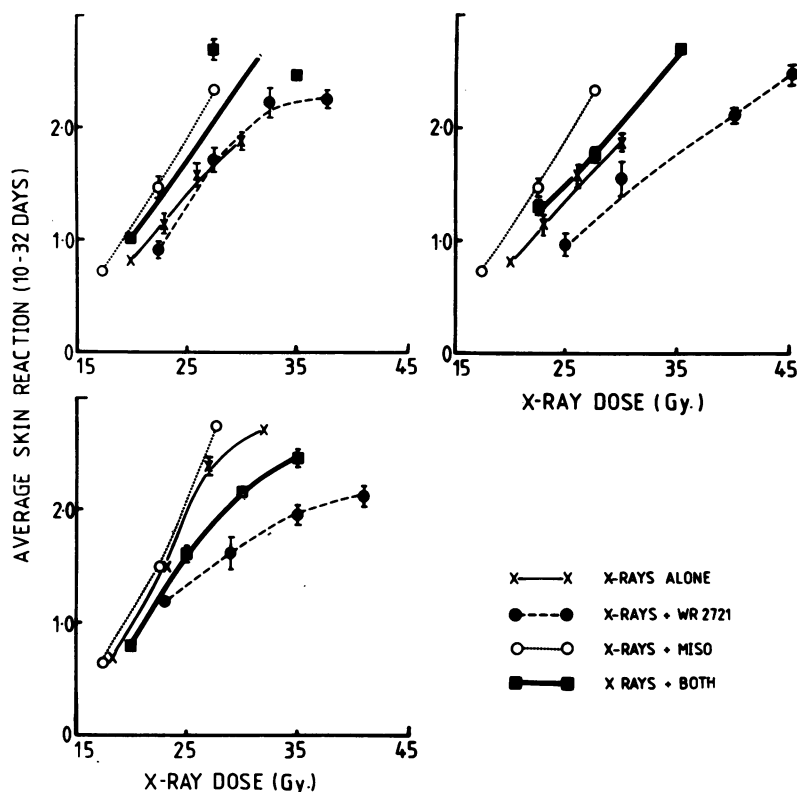 AVERAGE SKIN REACTION (10-32 DAYS)
2·0
1·0
0
15 25 35 45
2·0
1·0
0
15 25 35 45
X-RAY DOSE (Gy.)
2·0
1·0
0
15 25 35 45
X-RAY DOSE (Gy.)
X-RAYS ALONE
X-RAYS + WR 2721
X-RAYS + MISO
X RAYS + BOTH